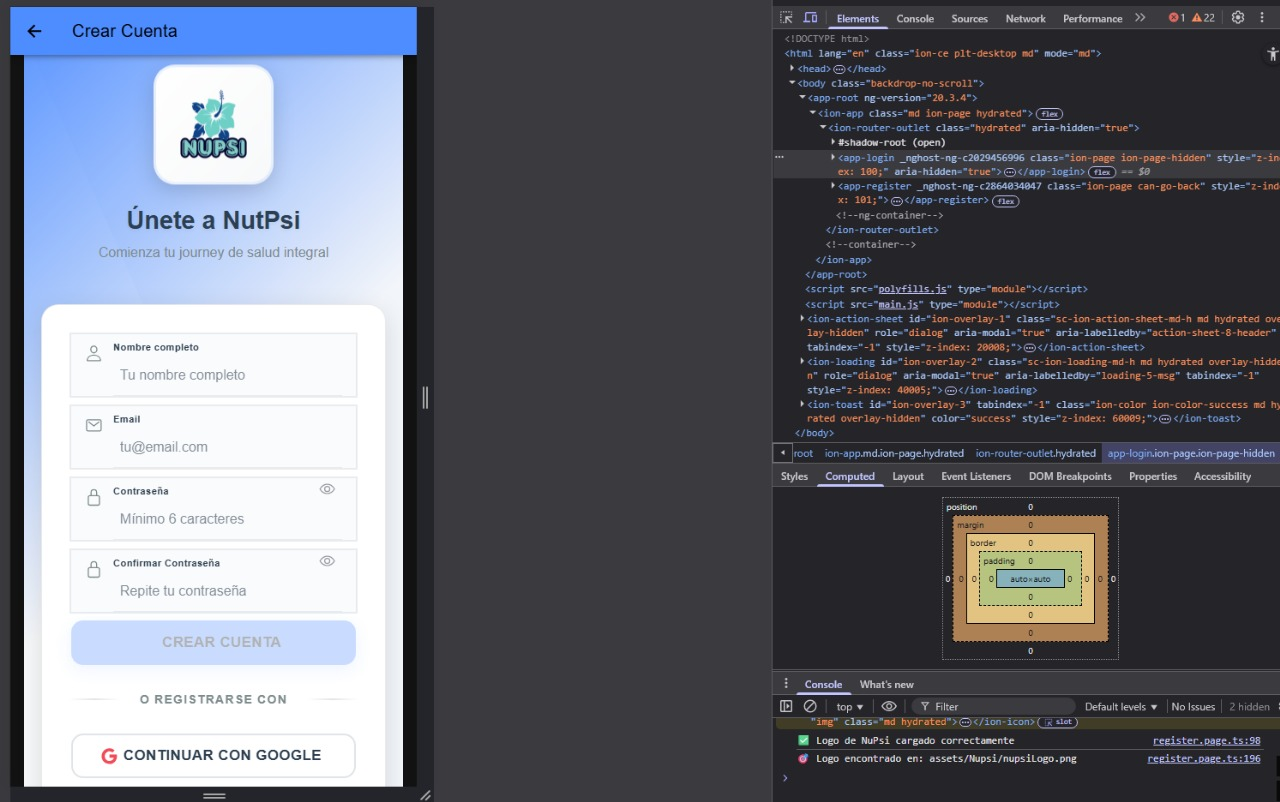 Crear Cuenta
NUPSI
Únete a NutPsi
Comienza tu journey de salud integral
Nombre completo
Tu nombre completo
Email
tu@email.com
Contraseña
Mínimo 6 caracteres
Confirmar Contraseña
Repite tu contraseña
CREAR CUENTA
O REGISTRARSE CON
CONTINUAR CON GOOGLE
Elements Console Sources Network Performance 1 22
<!DOCTYPE html>
<html lang="en" class="ion-ce plt-desktop md" mode="md">
<head>…</head>
<body class="backdrop-no-scroll">
<app-root ng-version="20.3.4">
<ion-app class="md ion-page hydrated"> flex
<ion-router-outlet class="hydrated" aria-hidden="true">
#shadow-root (open)
<app-login _nghost-ng-c2029456996 class="ion-page ion-page-hidden" style="z-in
ex: 100;" aria-hidden="true">…</app-login> flex == $0
<app-register _nghost-ng-c2864034047 class="ion-page can-go-back" style="z-ind
x: 101;">…</app-register> flex
<!--ng-container-->
</ion-router-outlet>
<!--container-->
</ion-app>
</app-root>
<script src="polyfills.js" type="module"></script>
<script src="main.js" type="module"></script>
<ion-action-sheet id="ion-overlay-1" class="sc-ion-action-sheet-md-h md hydrated ove
lay-hidden" role="dialog" aria-modal="true" aria-labelledby="action-sheet-8-header"
tabindex="-1" style="z-index: 20008;">…</ion-action-sheet>
<ion-loading id="ion-overlay-2" class="sc-ion-loading-md-h md hydrated overlay-hidde
n" role="dialog" aria-modal="true" aria-labelledby="loading-5-msg" tabindex="-1"
style="z-index: 40005;">…</ion-loading>
<ion-toast id="ion-overlay-3" tabindex="-1" class="ion-color ion-color-success md hy
rated overlay-hidden" color="success" style="z-index: 60009;">…</ion-toast>
</body>
root ion-app.md.ion-page.hydrated ion-router-outlet.hydrated app-login.ion-page.ion-page-hidden
Styles Computed Layout Event Listeners DOM Breakpoints Properties Accessibility
position 0
margin 0
border 0
padding 0
0 0 0 0 auto×auto 0 0 0 0
0
0
0
0
Console What's new
top Filter Default levels No Issues 2 hidden
"img" class="md hydrated">…</ion-icon> slot
Logo de NuPsi cargado correctamente register.page.ts:98
Logo encontrado en: assets/Nupsi/nupsiLogo.png register.page.ts:196